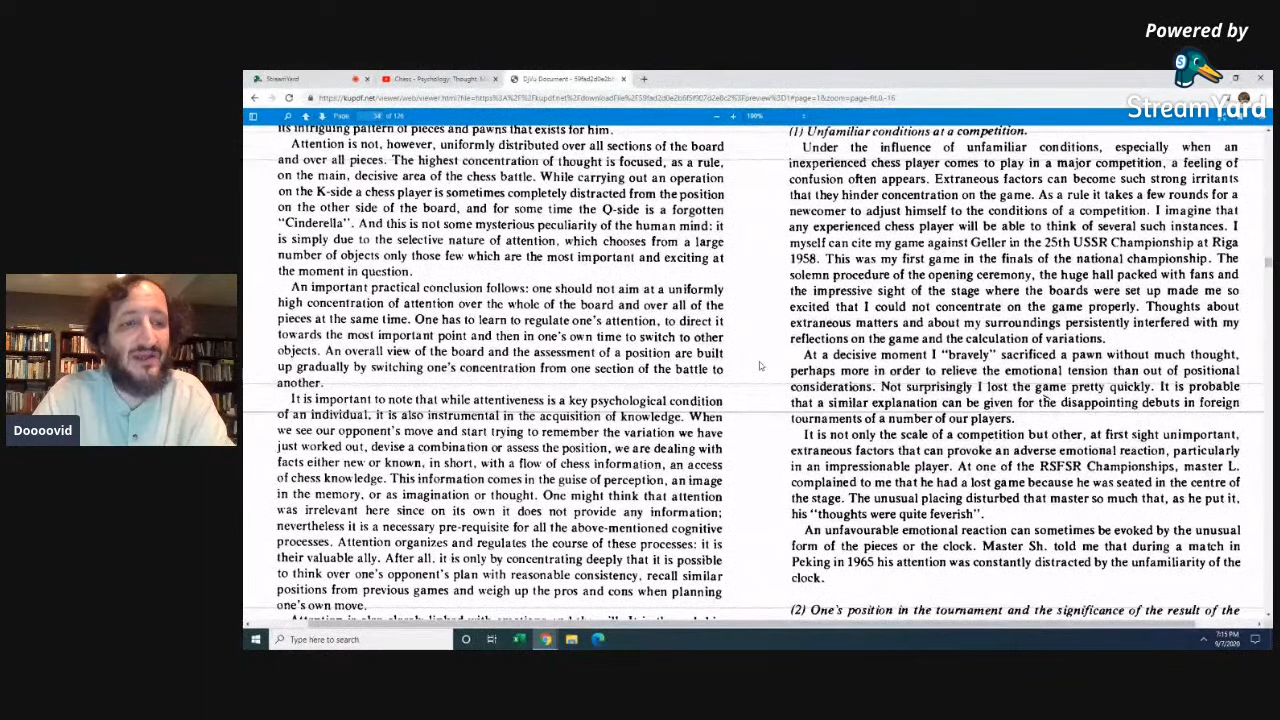 Powered by
StreamYard
StreamYard
Chess - Psychology: Thought, M
DjVu Document - 59fad2d0e2b
Page
of 126
199%
its intriguing pattern of pieces and pawns that exists for him.
Attention is not, however, uniformly distributed over all sections of the board
and over all pieces. The highest concentration of thought is focused, as a rule,
on the main, decisive area of the chess battle. While carrying out an operation
on the K-side a chess player is sometimes completely distracted from the position
on the other side of the board, and for some time the Q-side is a forgotten
"Cinderella". And this is not some mysterious peculiarity of the human mind: it
is simply due to the selective nature of attention, which chooses from a large
number of objects only those few which are the most important and exciting at
the moment in question.
An important practical conclusion follows: one should not aim at a uniformly
high concentration of attention over the whole of the board and over all of the
pieces at the same time. One has to learn to regulate one's attention, to direct it
towards the most important point and then in one's own time to switch to other
objects. An overall view of the board and the assessment of a position are built
up gradually by switching one's concentration from one section of the battle to
another.
It is important to note that while attentiveness is a key psychological condition
of an individual, it is also instrumental in the acquisition of knowledge. When
we see our opponent's move and start trying to remember the variation we have
just worked out, devise a combination or assess the position, we are dealing with
facts either new or known, in short, with a flow of chess information, an access
of chess knowledge. This information comes in the guise of perception, an image
in the memory, or as imagination or thought. One might think that attention
was irrelevant here since on its own it does not provide any information;
nevertheless it is a necessary pre-requisite for all the above-mentioned cognitive
processes. Attention organizes and regulates the course of these processes: it is
their valuable ally. After all, it is only by concentrating deeply that it is possible
to think over one's opponent's plan with reasonable consistency, recall similar
positions from previous games and weigh up the pros and cons when planning
one's own move.
(1) Unfamiliar conditions at a competition.
Under the influence of unfamiliar conditions, especially when an
inexperienced chess player comes to play in a major competition, a feeling of
confusion often appears. Extraneous factors can become such strong irritants
that they hinder concentration on the game. As a rule it takes a few rounds for a
newcomer to adjust himself to the conditions of a competition. I imagine that
any experienced chess player will be able to think of several such instances. I
myself can cite my game against Geller in the 25th USSR Championship at Riga
1958. This was my first game in the finals of the national championship. The
solemn procedure of the opening ceremony, the huge hall packed with fans and
the impressive sight of the stage where the boards were set up made me so
excited that I could not concentrate on the game properly. Thoughts about
extraneous matters and about my surroundings persistently interfered with my
reflections on the game and the calculation of variations.
At a decisive moment I "bravely" sacrificed a pawn without much thought,
perhaps more in order to relieve the emotional tension than out of positional
considerations. Not surprisingly I lost the game pretty quickly. It is probable
that a similar explanation can be given for the disappointing debuts in foreign
tournaments of a number of our players.
It is not only the scale of a competition but other, at first sight unimportant,
extraneous factors that can provoke an adverse emotional reaction, particularly
in an impressionable player. At one of the RSFSR Championships, master L.
complained to me that he had a lost game because he was seated in the centre of
the stage. The unusual placing disturbed that master so much that, as he put it,
his "thoughts were quite feverish".
An unfavourable emotional reaction can sometimes be evoked by the unusual
form of the pieces or the clock. Master Sh. told me that during a match in
Peking in 1965 his attention was constantly distracted by the unfamiliarity of the
clock.
(2) One's position in the tournament and the significance of the result of the
Doooovid
Type here to search
7:15 PM
9/7/2020